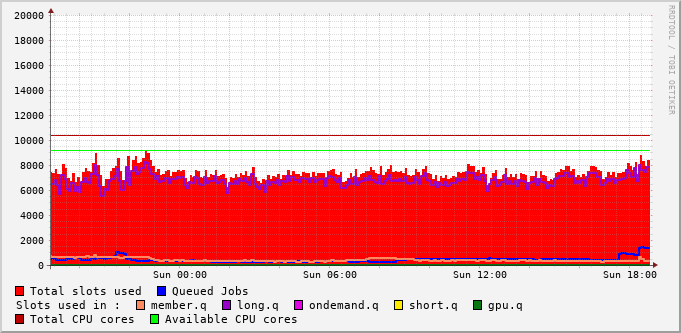 20000
18000
16000
14000
12000
10000
8000
6000
4000
2000
0
Sun 00:00 Sun 06:00 Sun 12:00 Sun 18:00
RRDTOOL / TOBI OETIKER
Total slots used Queued Jobs
Slots used in : member.q long.q ondemand.q short.q gpu.q
Total CPU cores Available CPU cores